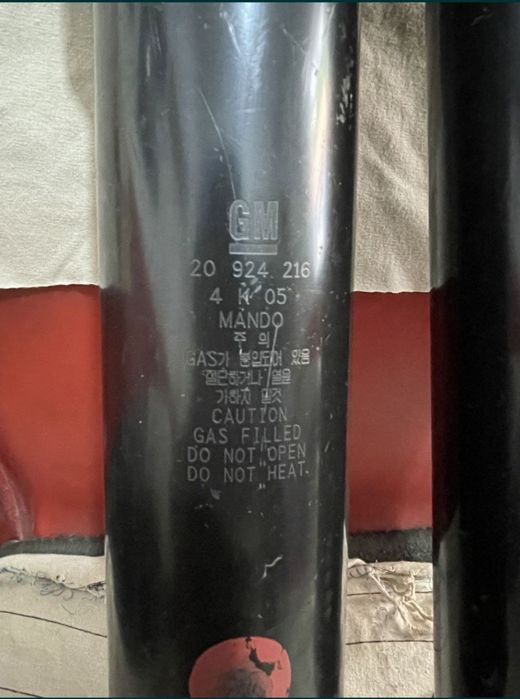 GM
20 924 216
4 K 05
MANDO
주 의
GAS가 봉입되어 있음
절단하거나 열을
가하지 말것
CAUTION
GAS FILLED
DO NOT OPEN
DO NOT HEAT